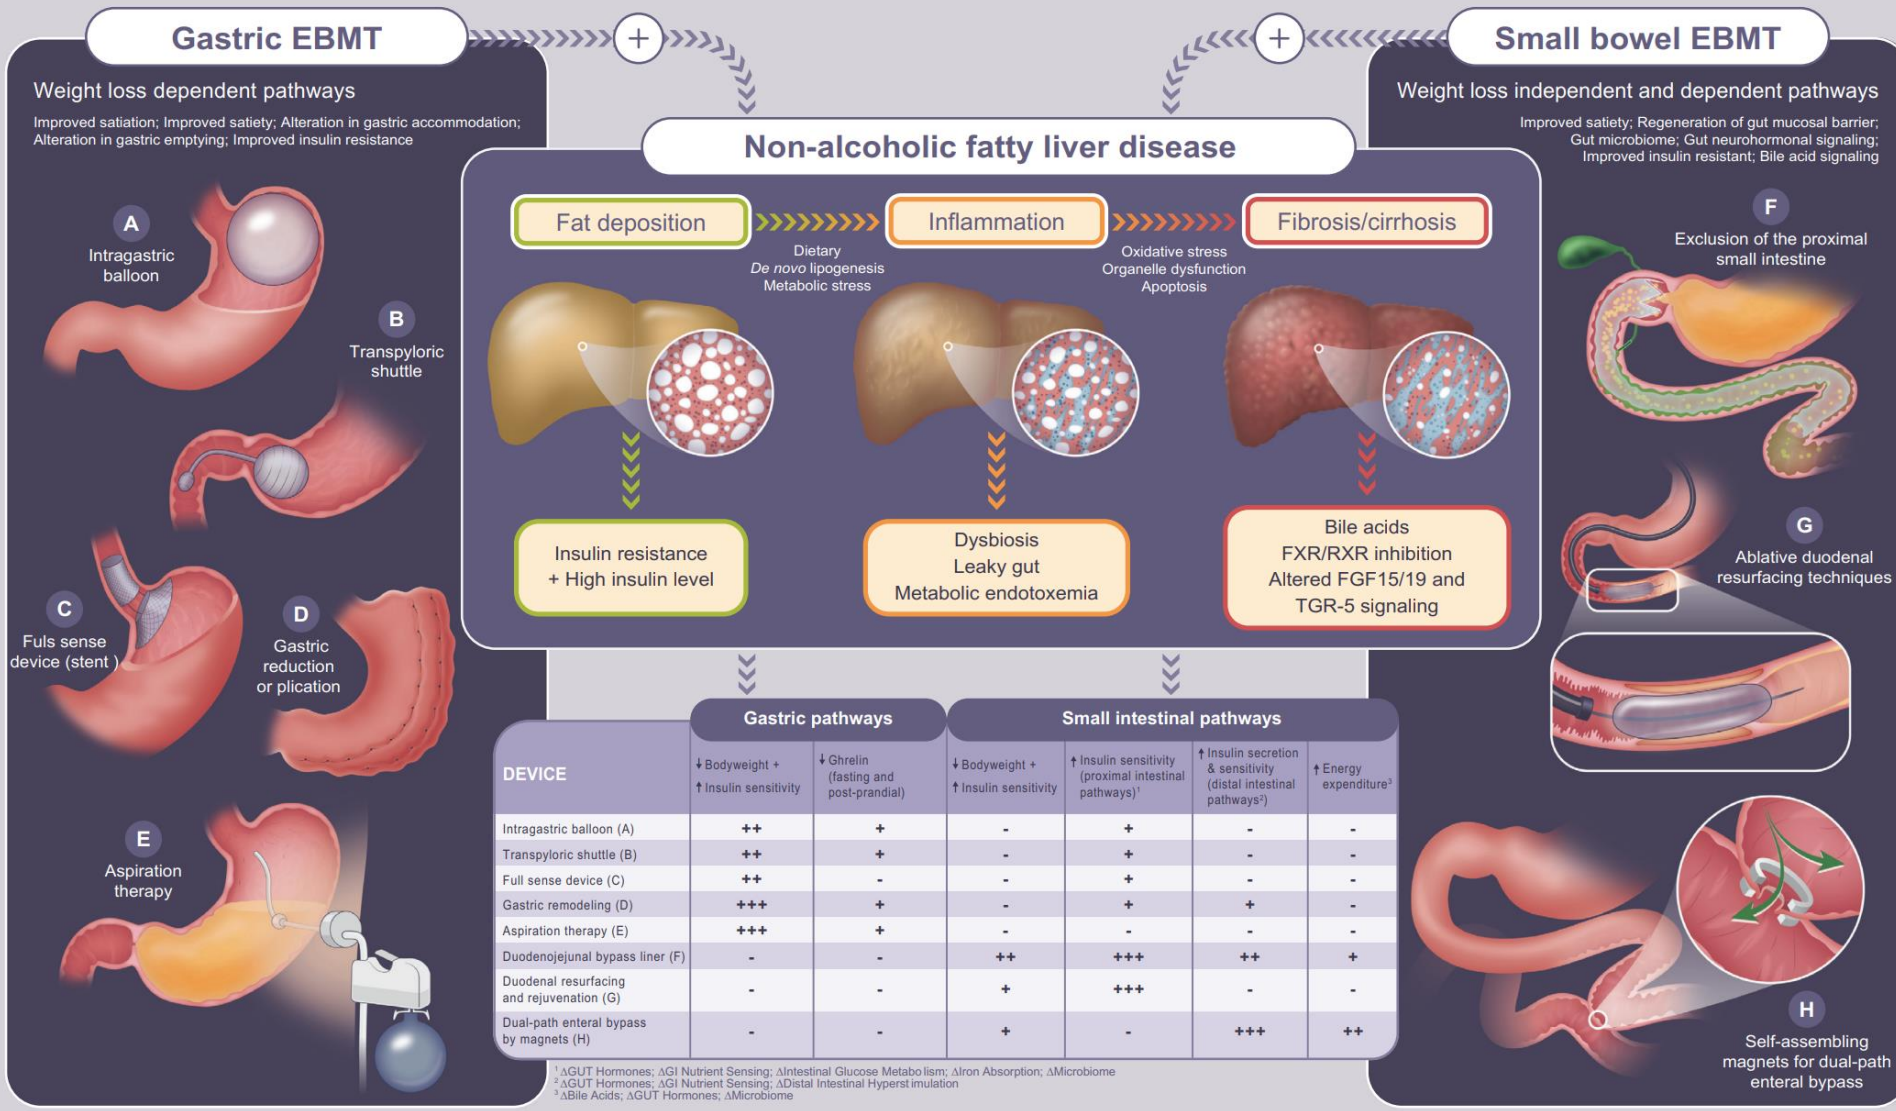 Gastric EBMT
+
+
Small bowel EBMT
Weight loss dependent pathways
Improved satiation; Improved satiety; Alteration in gastric accommodation;
Alteration in gastric emptying; Improved insulin resistance
A
Intragastric
balloon
B
Transpyloric
shuttle
C
Fuls sense
device (stent )
D
Gastric
reduction
or plication
E
Aspiration
therapy
Non-alcoholic fatty liver disease
Fat deposition
Inflammation
Fibrosis/cirrhosis
Dietary
De novo lipogenesis
Metabolic stress
Oxidative stress
Organelle dysfunction
Apoptosis
Insulin resistance
+ High insulin level
Dysbiosis
Leaky gut
Metabolic endotoxemia
Bile acids
FXR/RXR inhibition
Altered FGF15/19 and
TGR-5 signaling
Weight loss independent and dependent pathways
Improved satiety; Regeneration of gut mucosal barrier;
Gut microbiome; Gut neurohormonal signaling;
Improved insulin resistant; Bile acid signaling
F
Exclusion of the proximal
small intestine
G
Ablative duodenal
resurfacing techniques
H
Self-assembling
magnets for dual-path
enteral bypass
Gastric pathways
Small intestinal pathways
DEVICE
↓ Bodyweight +
↑ Insulin sensitivity
↓ Ghrelin
(fasting and
post-prandial)
↓ Bodyweight +
↑ Insulin sensitivity
↑ Insulin sensitivity
(proximal intestinal
pathways)¹
↑ Insulin secretion
& sensitivity
(distal intestinal
pathways²)
↑ Energy
expenditure³
Intragastric balloon (A) ++ + - + - -
Transpyloric shuttle (B) ++ + - + - -
Full sense device (C) ++ - - + - -
Gastric remodeling (D) +++ + - + + -
Aspiration therapy (E) +++ + - - - -
Duodenojejunal bypass liner (F) - - ++ +++ ++ +
Duodenal resurfacing
and rejuvenation (G) - - + +++ - -
Dual-path enteral bypass
by magnets (H) - - + - +++ ++
¹ ΔGUT Hormones; ΔGI Nutrient Sensing; ΔIntestinal Glucose Metabolism; ΔIron Absorption; ΔMicrobiome
² ΔGUT Hormones; ΔGI Nutrient Sensing; ΔDistal Intestinal Hyperstimulation
³ ΔBile Acids; ΔGUT Hormones; ΔMicrobiome